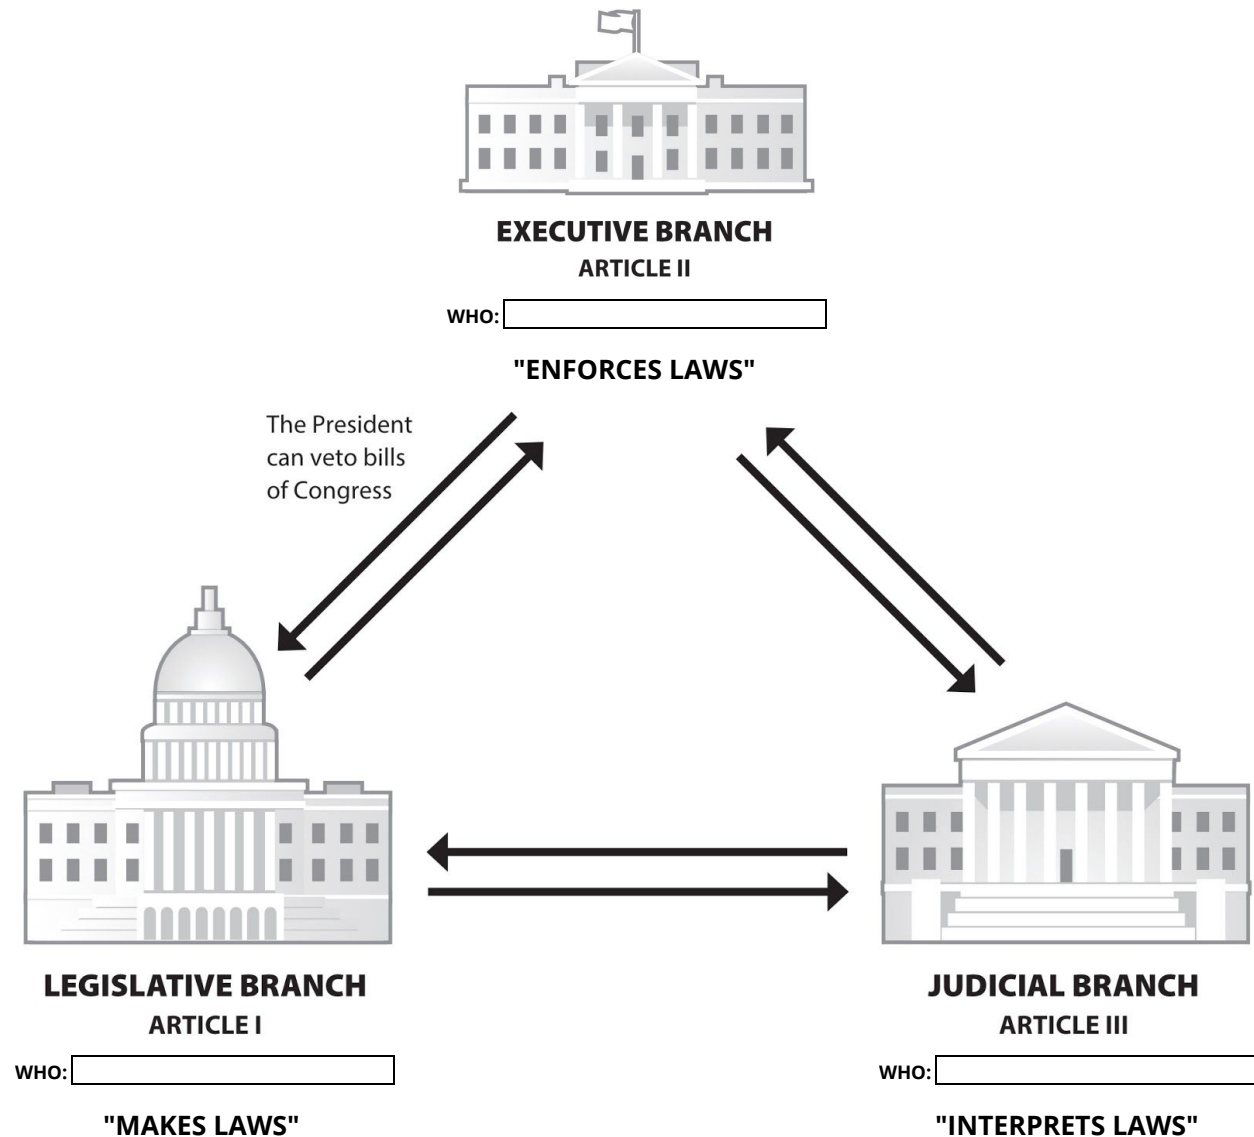 EXECUTIVE BRANCH
ARTICLE II
WHO:
"ENFORCES LAWS"
The President
can veto bills
of Congress
LEGISLATIVE BRANCH
ARTICLE I
WHO:
"MAKES LAWS"
JUDICIAL BRANCH
ARTICLE III
WHO:
"INTERPRETS LAWS"